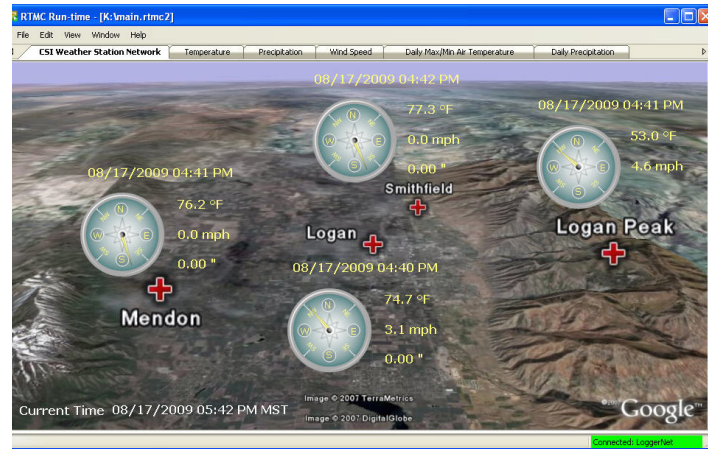 RTMC Run-time - [K:\main.rtmc2]
File Edit View Window Help
CSI Weather Station Network Temperature Precipitation Wind Speed Daily Max/Min Air Temperature Daily Precipitation
08/17/2009 04:42 PM
77.3 °F
0.0 mph
0.00 "
N
E
S
W
Smithfield
08/17/2009 04:41 PM
53.0 °F
4.6 mph
N
E
S
W
Logan Peak
08/17/2009 04:41 PM
76.2 °F
0.0 mph
0.00 "
N
E
S
W
Mendon
Logan
08/17/2009 04:40 PM
74.7 °F
3.1 mph
0.00 "
N
E
S
W
Image © 2007 TerraMetrics
Image © 2007 DigitalGlobe
©2007 Google™
Current Time 08/17/2009 05:42 PM MST
Connected: LoggerNet